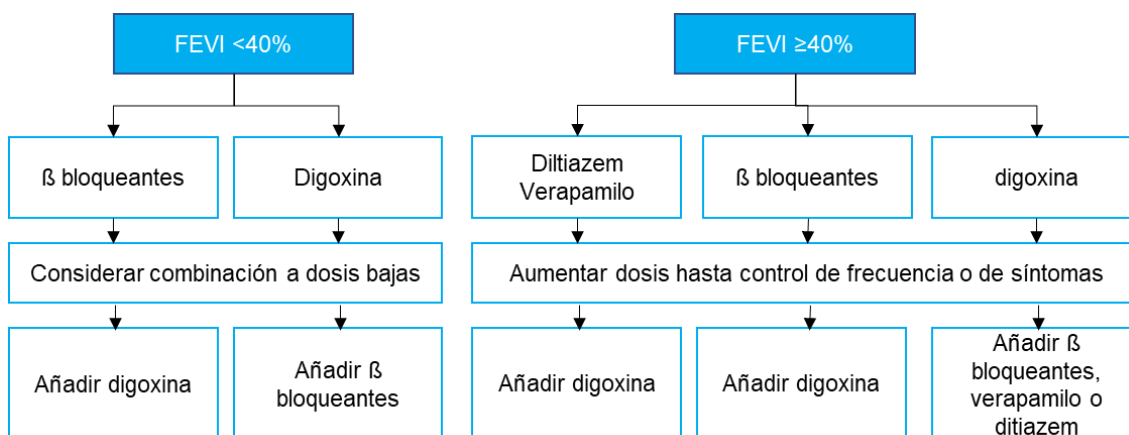 FEVI <40%
FEVI ≥40%
ß bloqueantes
Digoxina
Diltiazem
Verapamilo
ß bloqueantes
digoxina
Considerar combinación a dosis bajas
Aumentar dosis hasta control de frecuencia o de síntomas
Añadir digoxina
Añadir ß
bloqueantes
Añadir digoxina
Añadir digoxina
Añadir ß
bloqueantes,
verapamilo o
ditiazem